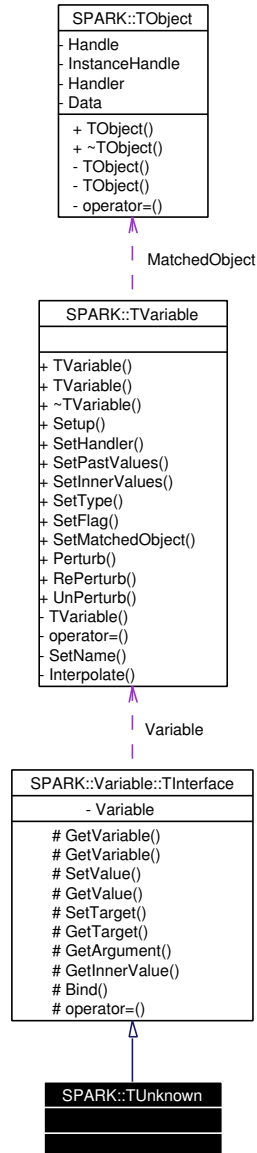 SPARK::TObject
- Handle
- InstanceHandle
- Handler
- Data
+ TObject()
+ ~TObject()
- TObject()
- TObject()
- operator=()
MatchedObject
SPARK::TVariable
+ TVariable()
+ TVariable()
+ ~TVariable()
+ Setup()
+ SetHandler()
+ SetPastValues()
+ SetInnerValues()
+ SetType()
+ SetFlag()
+ SetMatchedObject()
+ Perturb()
+ RePerturb()
+ UnPerturb()
- TVariable()
- operator=()
- SetName()
- Interpolate()
Variable
SPARK::Variable::TInterface
- Variable
# GetVariable()
# GetVariable()
# SetValue()
# GetValue()
# SetTarget()
# GetTarget()
# GetArgument()
# GetInnerValue()
# Bind()
# operator=()
SPARK::TUnknown